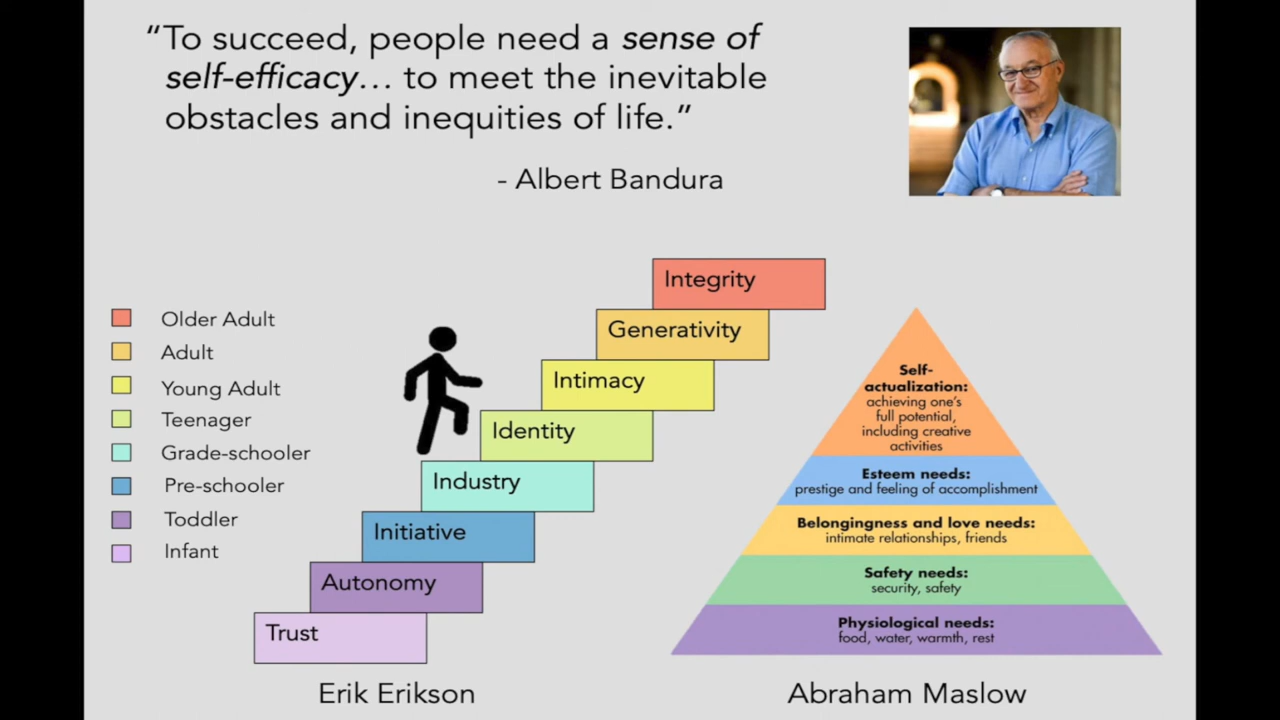 “To succeed, people need a sense of
self-efficacy... to meet the inevitable
obstacles and inequities of life.”
- Albert Bandura
Older Adult
Adult
Young Adult
Teenager
Grade-schooler
Pre-schooler
Toddler
Infant
Integrity
Generativity
Intimacy
Identity
Industry
Initiative
Autonomy
Trust
Erik Erikson
Self-
actualization:
achieving one’s
full potential,
including creative
activities
Esteem needs:
prestige and feeling of accomplishment
Belongingness and love needs:
intimate relationships, friends
Safety needs:
security, safety
Physiological needs:
food, water, warmth, rest
Abraham Maslow